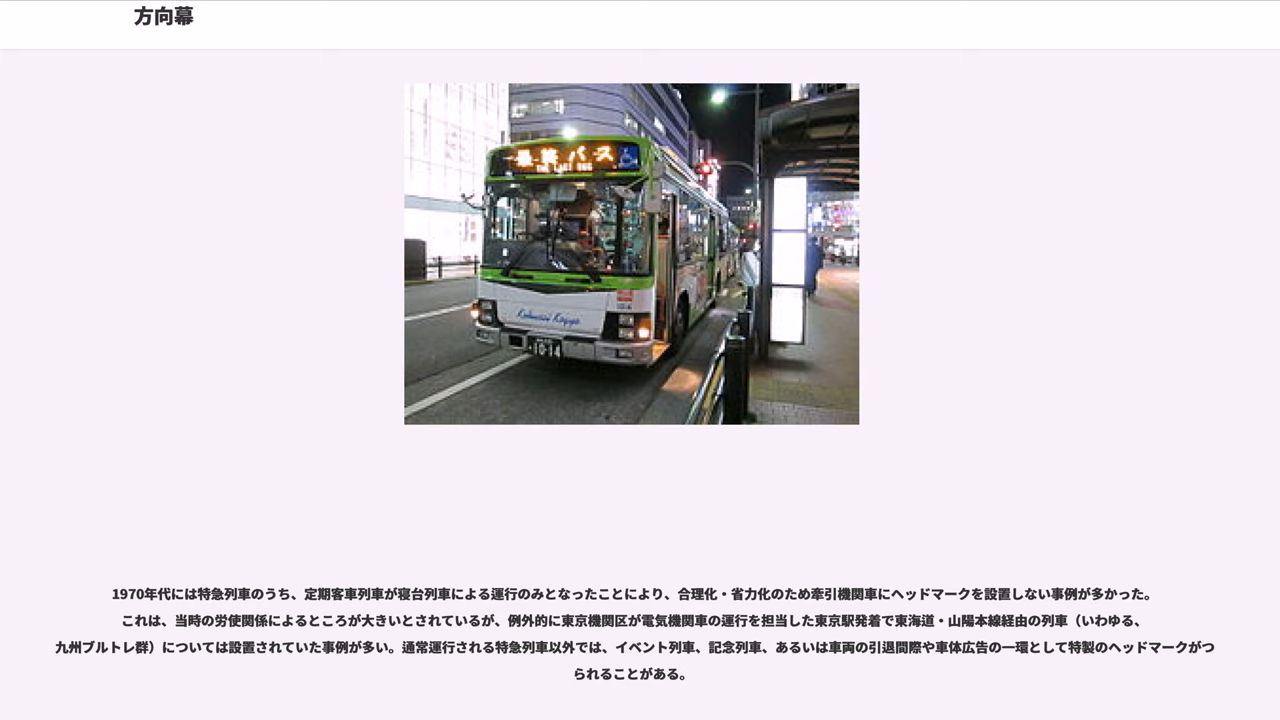 方向幕
最終バス
THE LAST BUS
Kokusai Kogyo
10-14
1970年代には特急列車のうち、定期客車列車が寝台列車による運行のみとなったことにより、合理化・省力化のため牽引機関車にヘッドマークを設置しない事例が多かった。
これは、当時の労使関係によるところが大きいとされているが、例外的に東京機関区が電気機関車の運行を担当した東京駅発着で東海道・山陽本線経由の列車（いわゆる、
九州ブルトレ群）については設置されていた事例が多い。通常運行される特急列車以外では、イベント列車、記念列車、あるいは車両の引退間際や車体広告の一環として特製のヘッドマークがつ
られることがある。